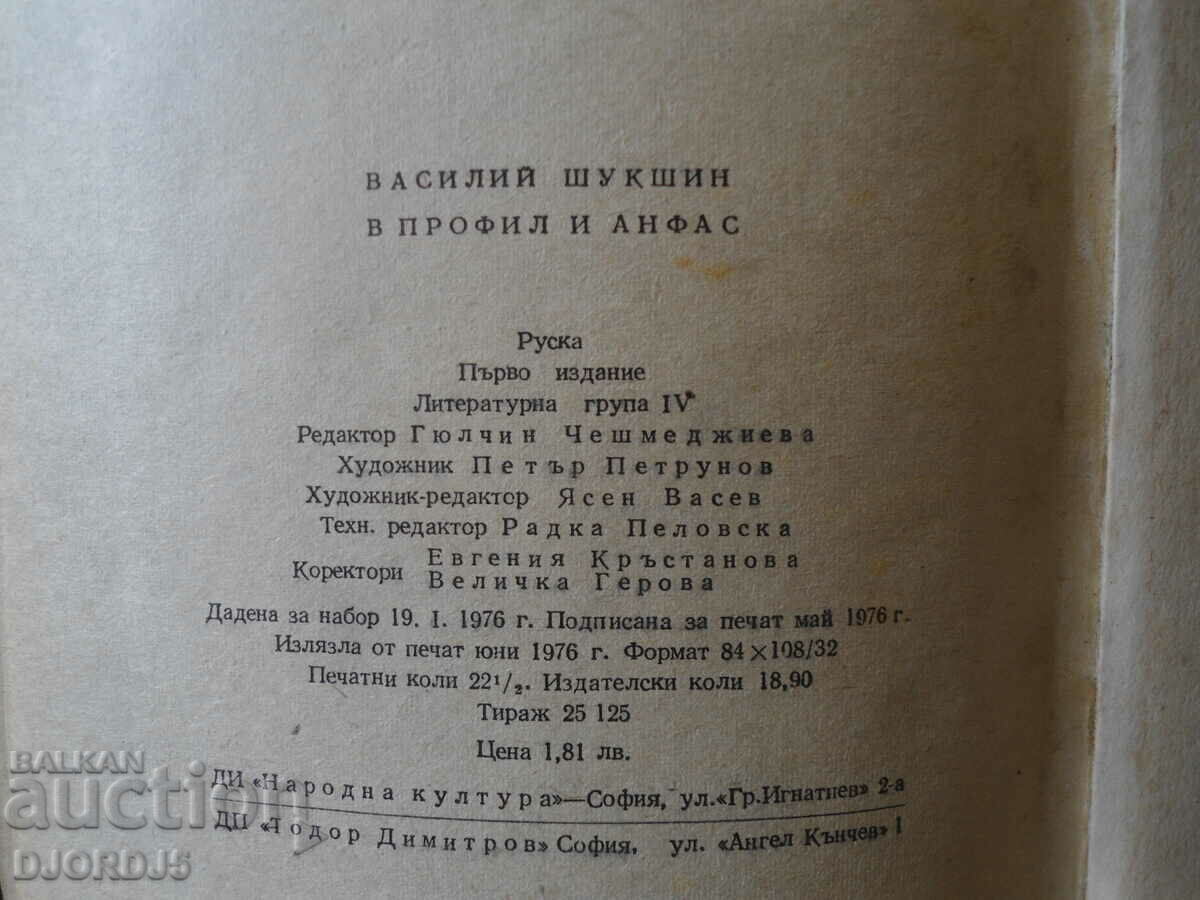 ВАСИЛИЙ ШУКШИН
В ПРОФИЛ И АНФАС
Руска
Първо издание
Литературна група IV
Редактор Гюлчин Чешмеджиева
Художник Петър Петрунов
Художник-редактор Ясен Васев
Техн. редактор Радка Пеловска
Коректори Евгения Кръстанова
Величка Герова
Дадена за набор 19. I. 1976 г. Подписана за печат май 1976 г.
Излязла от печат юни 1976 г. Формат 84×108/32
Печатни коли 22¹/₂. Издателски коли 18,90
Тираж 25 125
Цена 1,81 лв.
ДИ «Народна култура»—София, ул.«Гр.Игнатиев» 2-а
ДП «Тодор Димитров» София, ул. «Ангел Кънчев» 1
BALKAN
auction
DJORDJ5